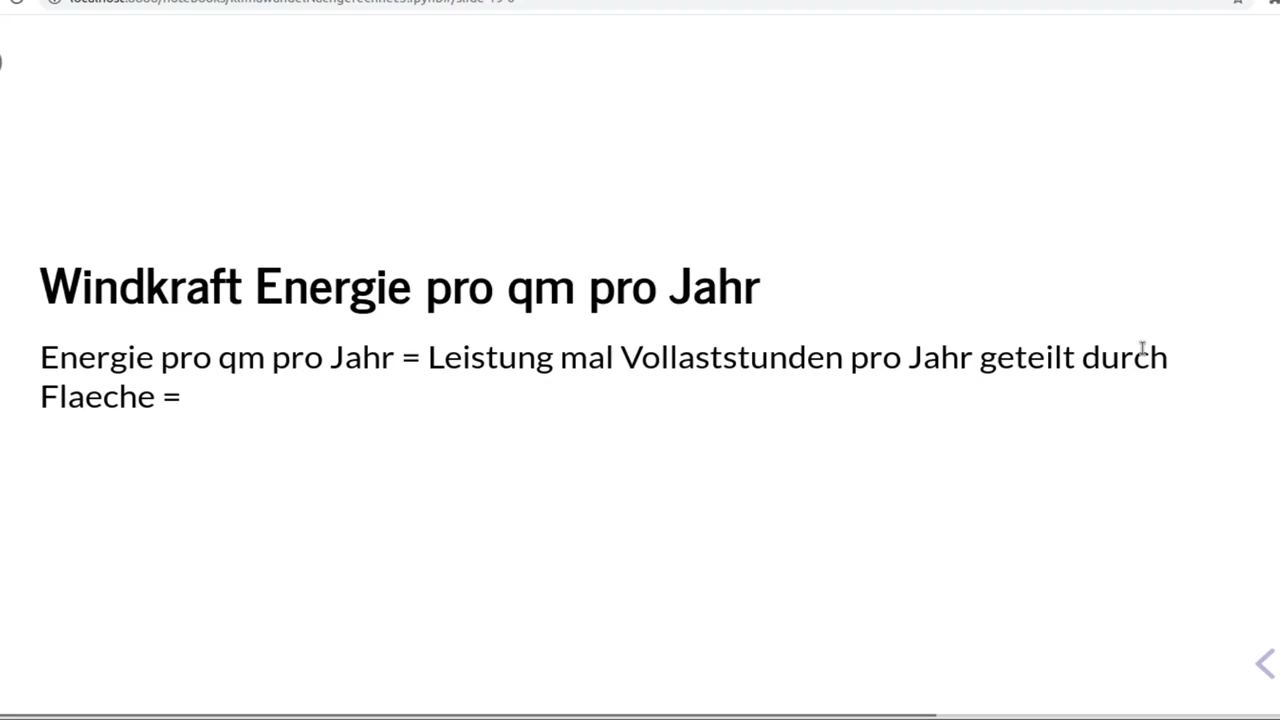 Windkraft Energie pro qm pro Jahr
Energie pro qm pro Jahr = Leistung mal Vollaststunden pro Jahr geteilt durch
Flaeche =